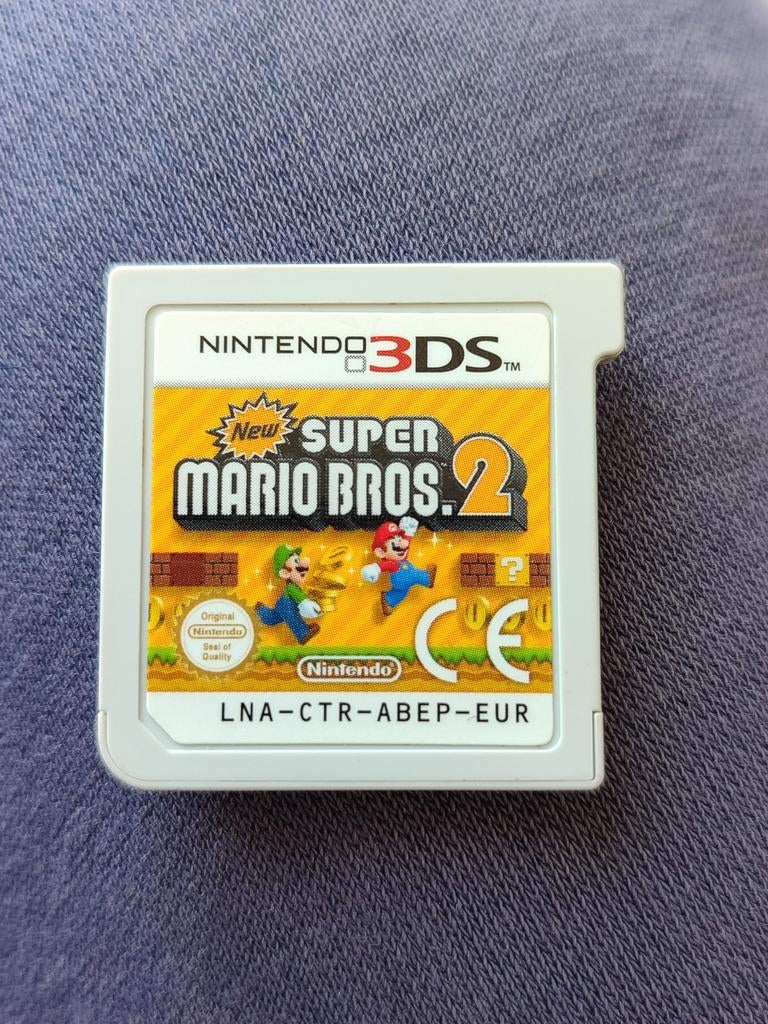 NINTENDO 3DS™
New SUPER
MARIO BROS. 2
?
Original
Nintendo
Seal of
Quality
Nintendo
CE
LNA-CTR-ABEP-EUR